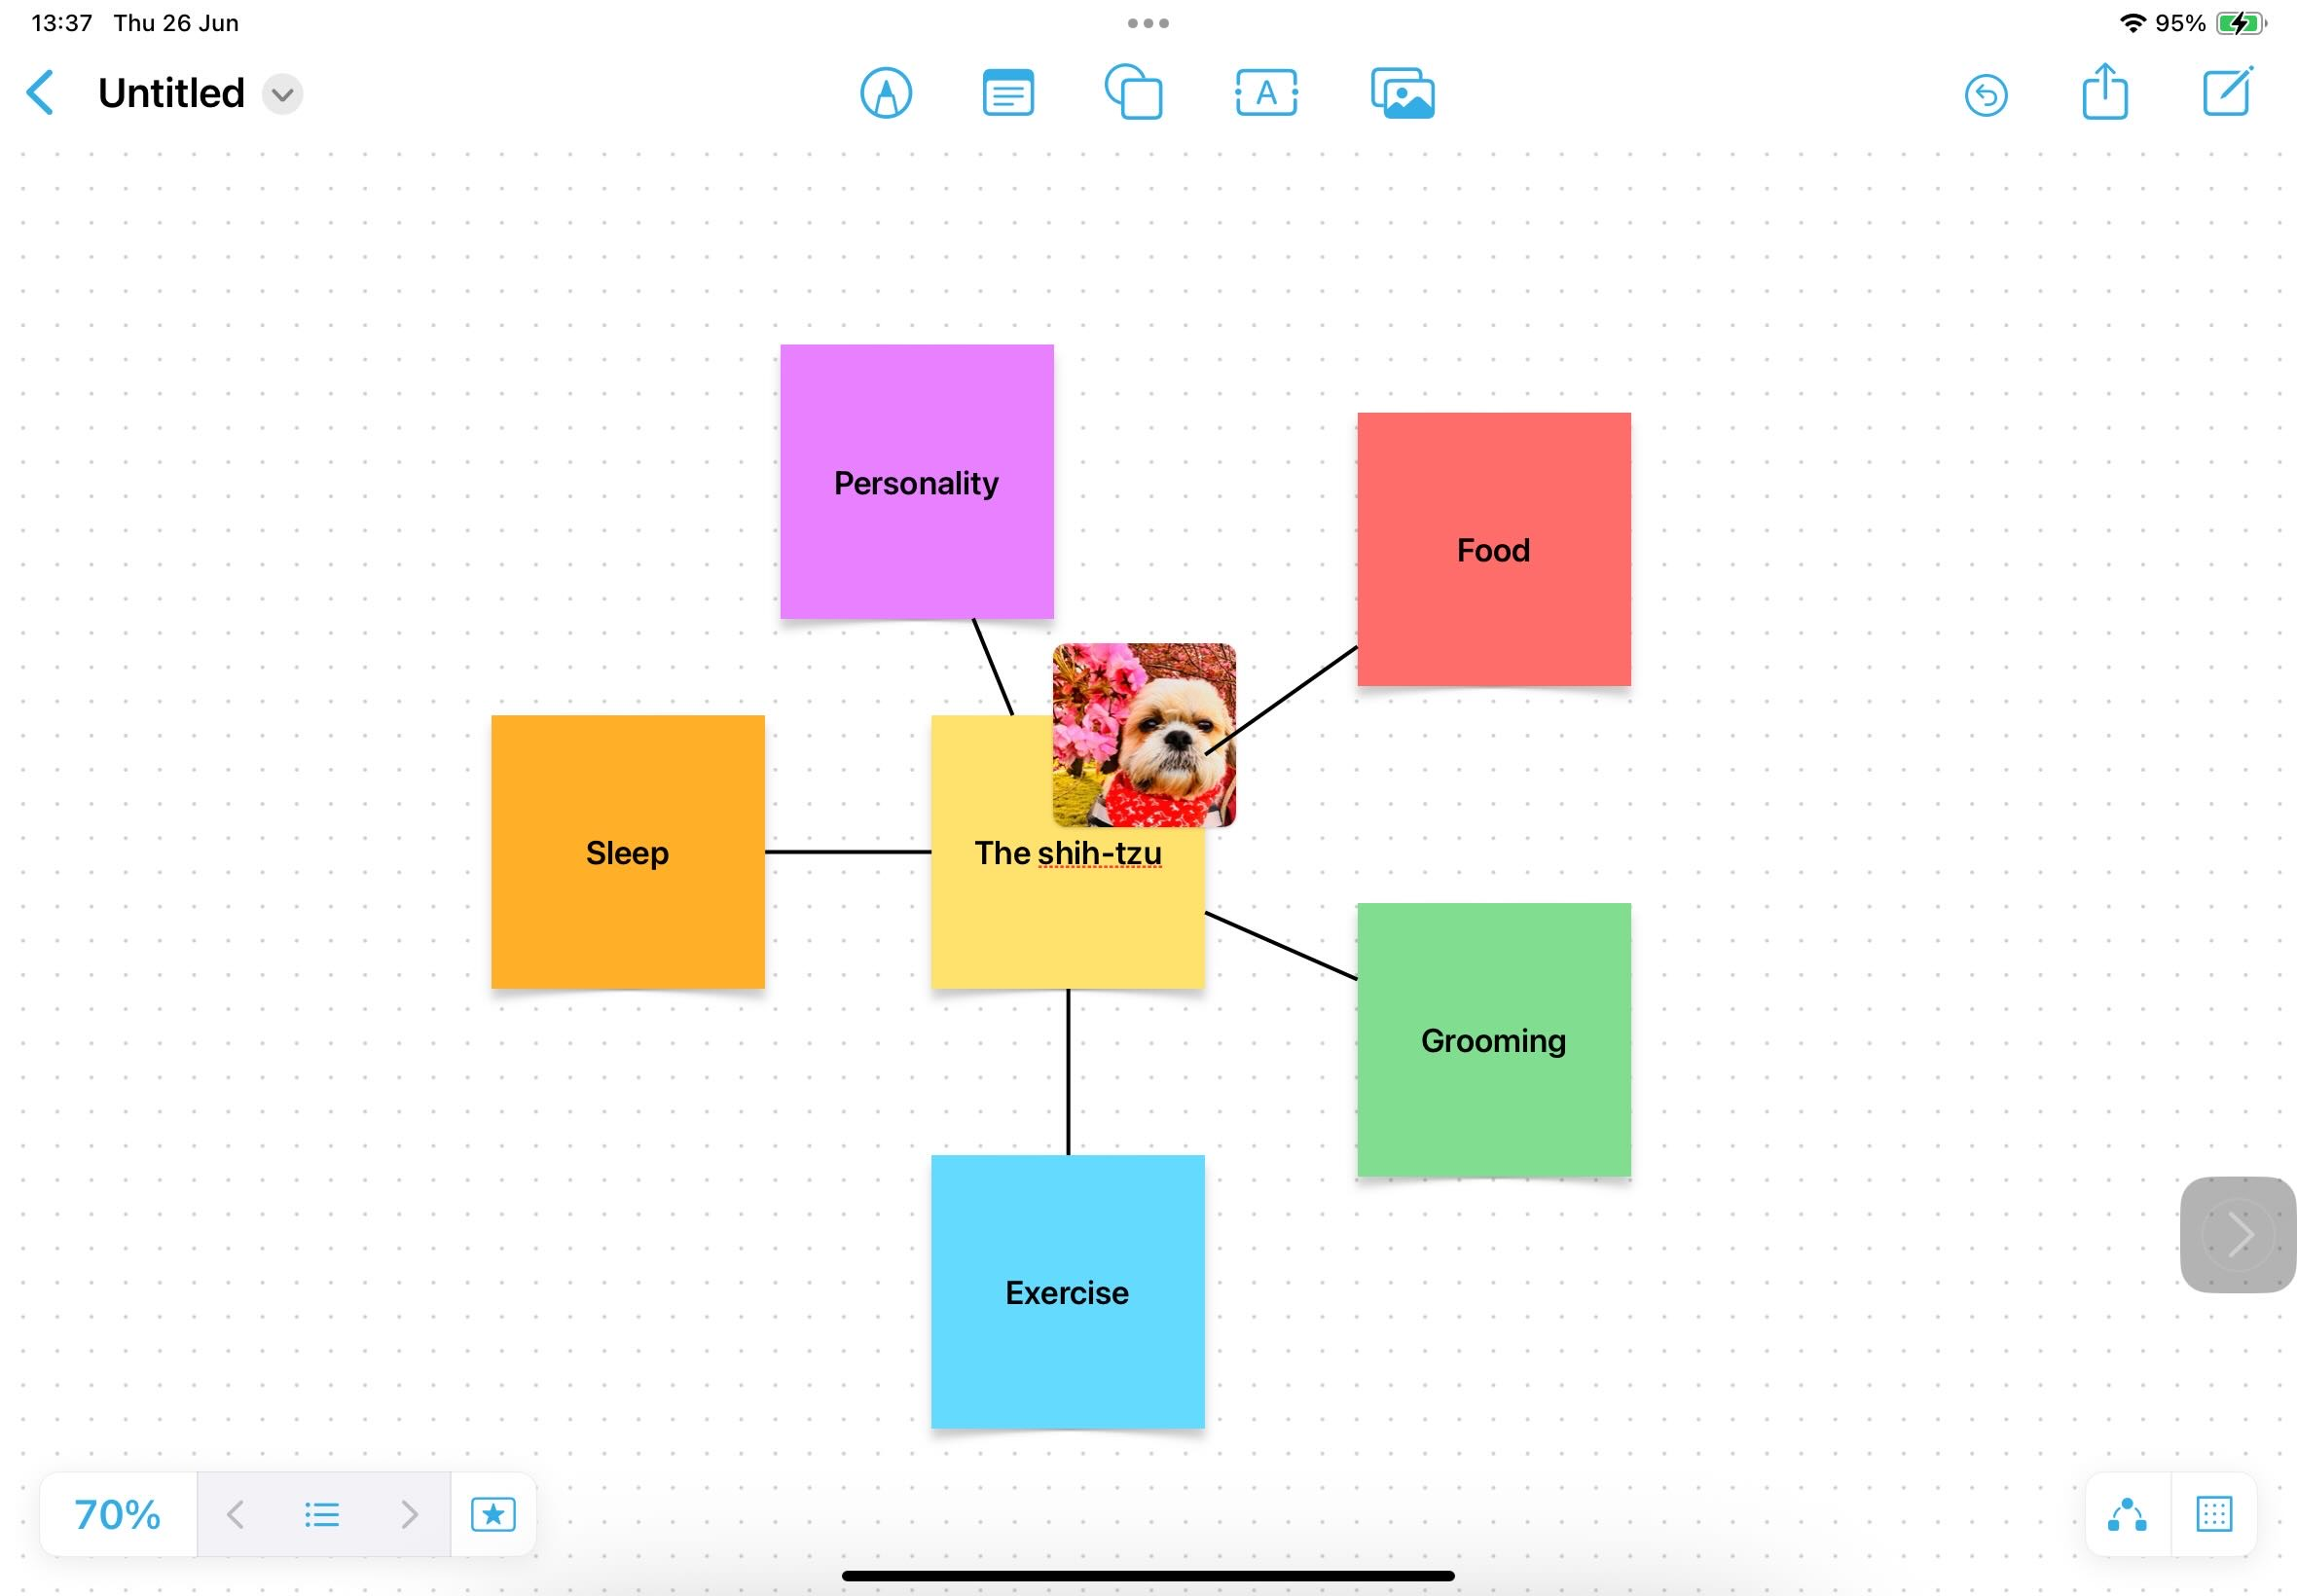 13:37 Thu 26 Jun
95%
Untitled
A
Personality
Food
Sleep
The shih-tzu
Grooming
Exercise
70%